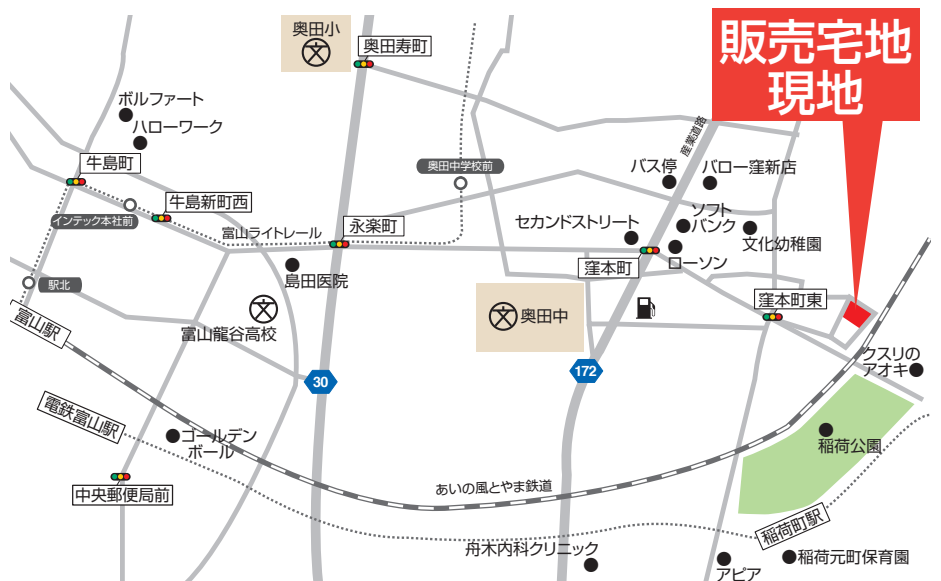 奥田小
奥田寿町
販売宅地
現地
ボルファート
ハローワーク
牛島町
牛島新町西
インテック本社前
富山ライトレール
奥田中学校前
永楽町
産業道路
バス停
バロー窪新店
セカンドストリート
ソフト
バンク
文化幼稚園
ローソン
窪本町
窪本町東
駅北
島田医院
富山龍谷高校
奥田中
富山駅
30
172
クスリの
アオキ
電鉄富山駅
ゴールデン
ボール
稲荷公園
中央郵便局前
あいの風とやま鉄道
稲荷町駅
舟木内科クリニック
アピア
稲荷元町保育園